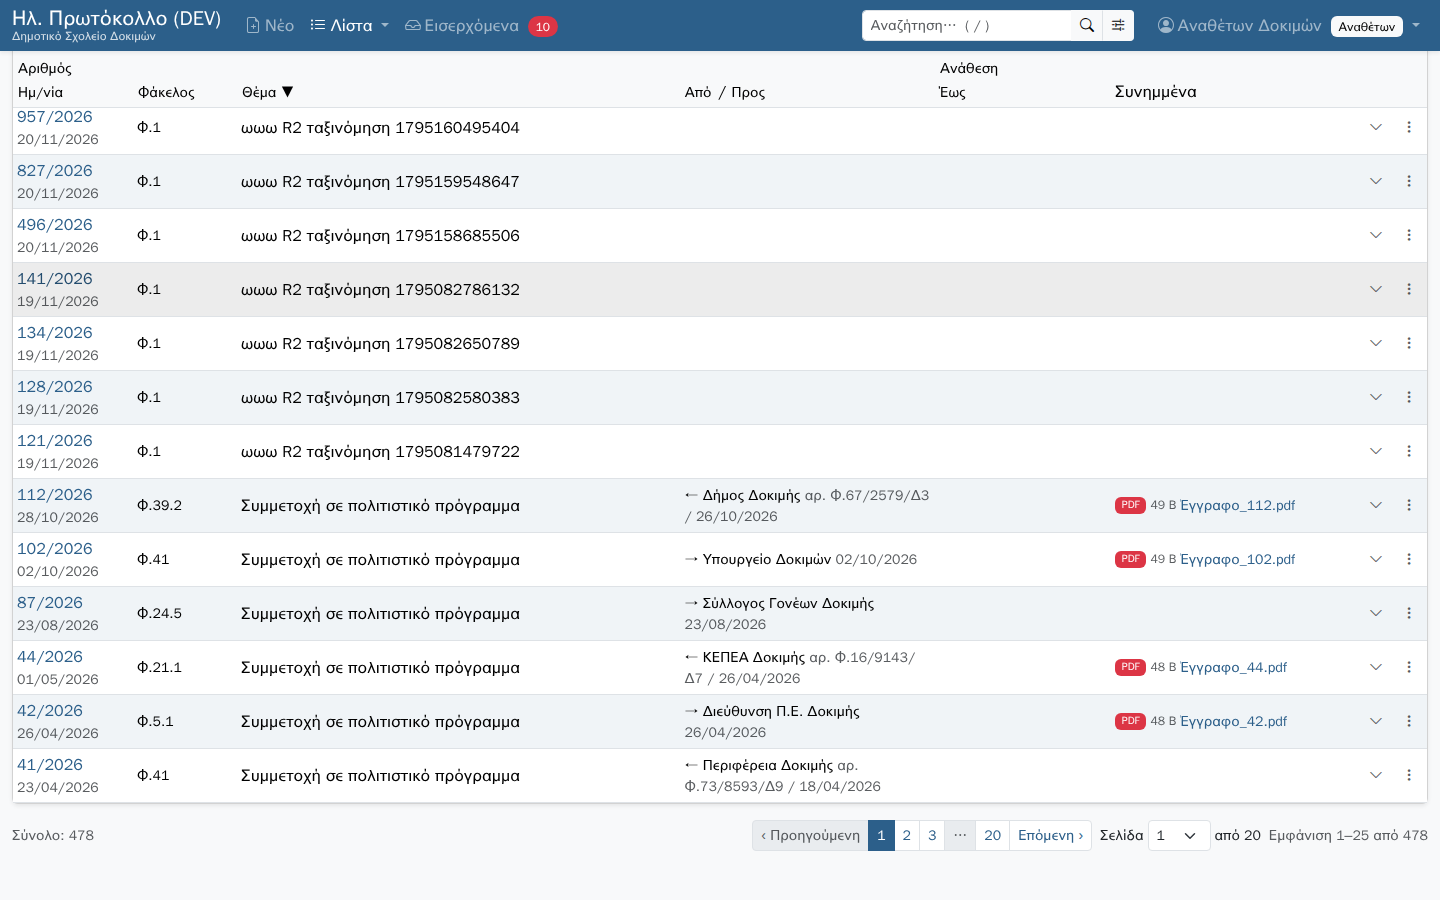 Ηλ. Πρωτόκολλο (DEV)
Δημοτικό Σχολείο Δοκιμών
Νέο
Λίστα
Εισερχόμενα 10
Αναζήτηση… ( / )
Αναθέτων Δοκιμών Αναθέτων
Αριθμός
Ημ/νία
Φάκελος
Θέμα ▼
Από / Προς
Ανάθεση
Έως
Συνημμένα
957/2026
20/11/2026
Φ.1
ωωω R2 ταξινόμηση 1795160495404
827/2026
20/11/2026
Φ.1
ωωω R2 ταξινόμηση 1795159548647
496/2026
20/11/2026
Φ.1
ωωω R2 ταξινόμηση 1795158685506
141/2026
19/11/2026
Φ.1
ωωω R2 ταξινόμηση 1795082786132
134/2026
19/11/2026
Φ.1
ωωω R2 ταξινόμηση 1795082650789
128/2026
19/11/2026
Φ.1
ωωω R2 ταξινόμηση 1795082580383
121/2026
19/11/2026
Φ.1
ωωω R2 ταξινόμηση 1795081479722
112/2026
28/10/2026
Φ.39.2
Συμμετοχή σε πολιτιστικό πρόγραμμα
← Δήμος Δοκιμής αρ. Φ.67/2579/Δ3
/ 26/10/2026
PDF 49 B Έγγραφο_112.pdf
102/2026
02/10/2026
Φ.41
Συμμετοχή σε πολιτιστικό πρόγραμμα
→ Υπουργείο Δοκιμών 02/10/2026
PDF 49 B Έγγραφο_102.pdf
87/2026
23/08/2026
Φ.24.5
Συμμετοχή σε πολιτιστικό πρόγραμμα
→ Σύλλογος Γονέων Δοκιμής
23/08/2026
44/2026
01/05/2026
Φ.21.1
Συμμετοχή σε πολιτιστικό πρόγραμμα
← ΚΕΠΕΑ Δοκιμής αρ. Φ.16/9143/
Δ7 / 26/04/2026
PDF 48 B Έγγραφο_44.pdf
42/2026
26/04/2026
Φ.5.1
Συμμετοχή σε πολιτιστικό πρόγραμμα
→ Διεύθυνση Π.Ε. Δοκιμής
26/04/2026
PDF 48 B Έγγραφο_42.pdf
41/2026
23/04/2026
Φ.41
Συμμετοχή σε πολιτιστικό πρόγραμμα
← Περιφέρεια Δοκιμής αρ.
Φ.73/8593/Δ9 / 18/04/2026
Σύνολο: 478
‹ Προηγούμενη 1 2 3 … 20 Επόμενη › Σελίδα 1 από 20 Εμφάνιση 1–25 από 478